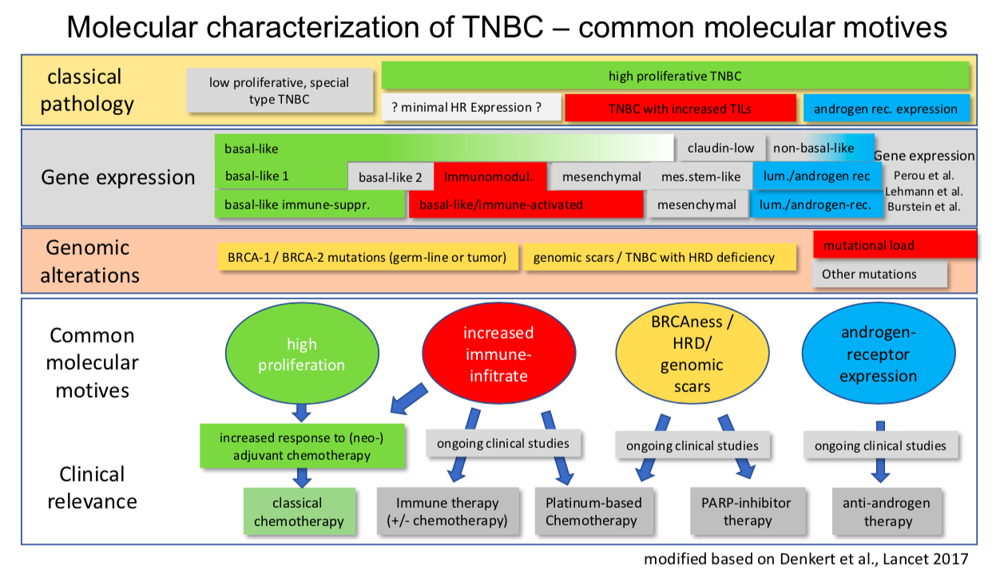 Molecular characterization of TNBC – common molecular motives
classical
pathology
low proliferative, special
type TNBC
high proliferative TNBC
? minimal HR Expression ?
TNBC with increased TILs
androgen rec. expression
Gene expression
basal-like
claudin-low
non-basal-like
Gene expression
basal-like 1
basal-like 2
Immunomodul.
mesenchymal
mes.stem-like
lum./androgen rec
Perou et al.
Lehmann et al.
Burstein et al.
basal-like immune-suppr.
basal-like/immune-activated
mesenchymal
lum./androgen-rec.
Genomic
alterations
BRCA-1 / BRCA-2 mutations (germ-line or tumor)
genomic scars / TNBC with HRD deficiency
mutational load
Other mutations
Common
molecular
motives
high
proliferation
increased
immune-
infitrate
BRCAness /
HRD/
genomic
scars
androgen-
receptor
expression
Clinical
relevance
increased response to (neo-)
adjuvant chemotherapy
ongoing clinical studies
ongoing clinical studies
ongoing clinical studies
classical
chemotherapy
Immune therapy
(+/- chemotherapy)
Platinum-based
Chemotherapy
PARP-inhibitor
therapy
anti-androgen
therapy
modified based on Denkert et al., Lancet 2017